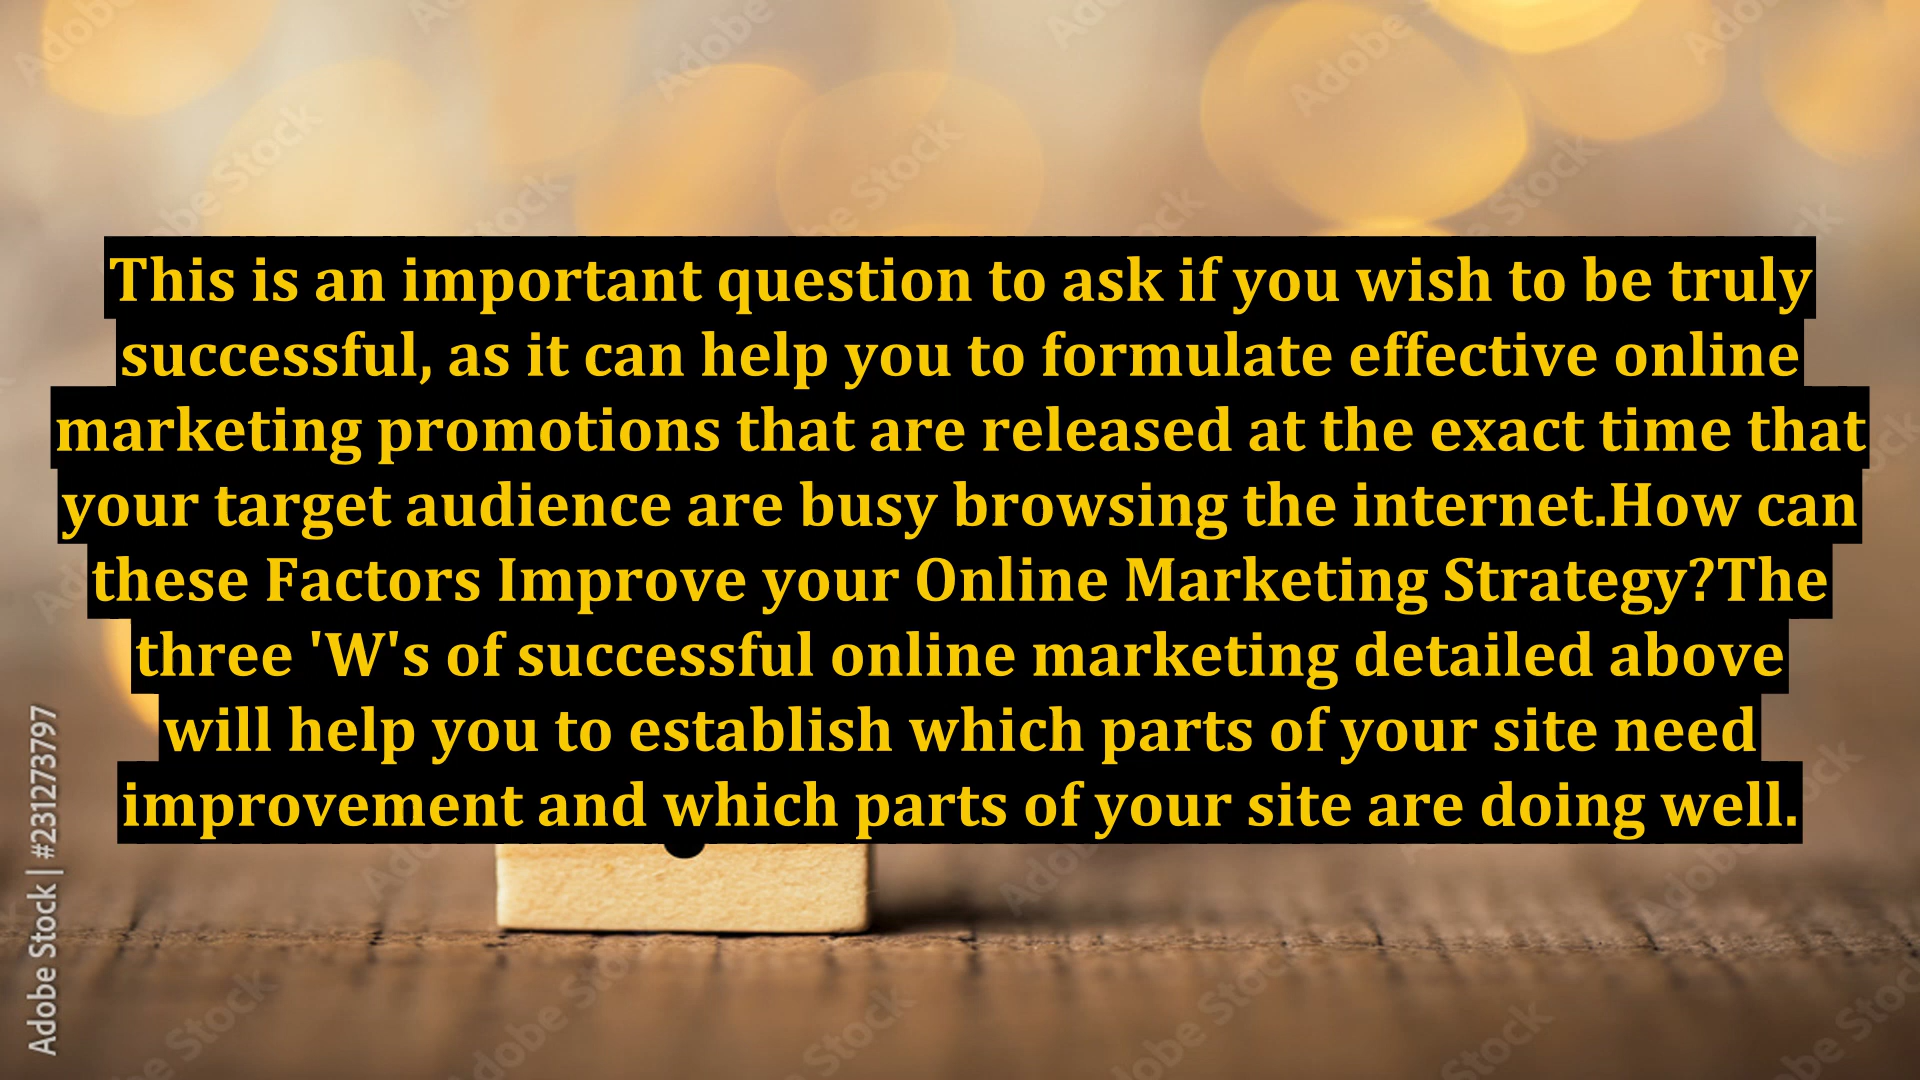 This is an important question to ask if you wish to be truly
successful, as it can help you to formulate effective online
marketing promotions that are released at the exact time that
your target audience are busy browsing the internet.How can
these Factors Improve your Online Marketing Strategy?The
three 'W's of successful online marketing detailed above
will help you to establish which parts of your site need
improvement and which parts of your site are doing well.
Adobe Stock | #231273797